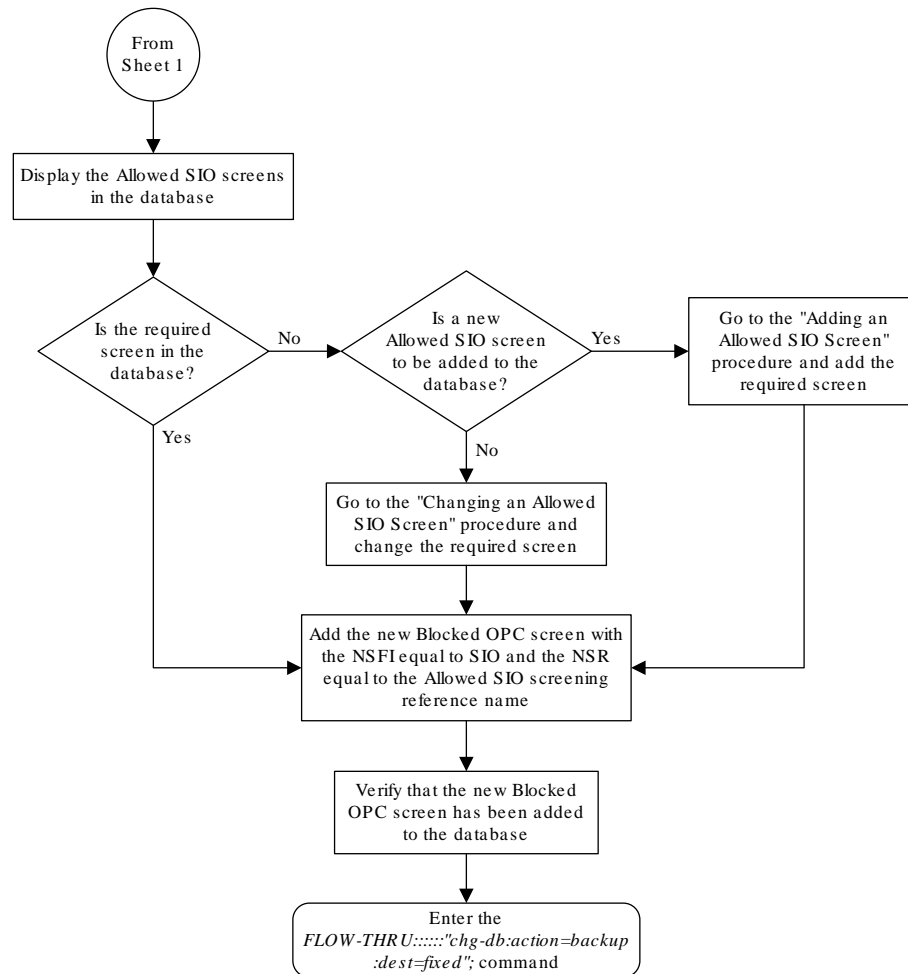 From
Sheet 1
Display the Allowed SIO screens
in the database
Is the required
screen in the
database?
No
Is a new
Allowed SIO screen
to be added to the
database?
Yes
Go to the "Adding an
Allowed SIO Screen"
procedure and add the
required screen
Yes
No
Go to the "Changing an Allowed
SIO Screen" procedure and
change the required screen
Add the new Blocked OPC screen with
the NSFI equal to SIO and the NSR
equal to the Allowed SIO screening
reference name
Verify that the new Blocked
OPC screen has been added
to the database
Enter the
FLOW-THRU::::::"chg-db:action=backup
:dest=fixed"; command